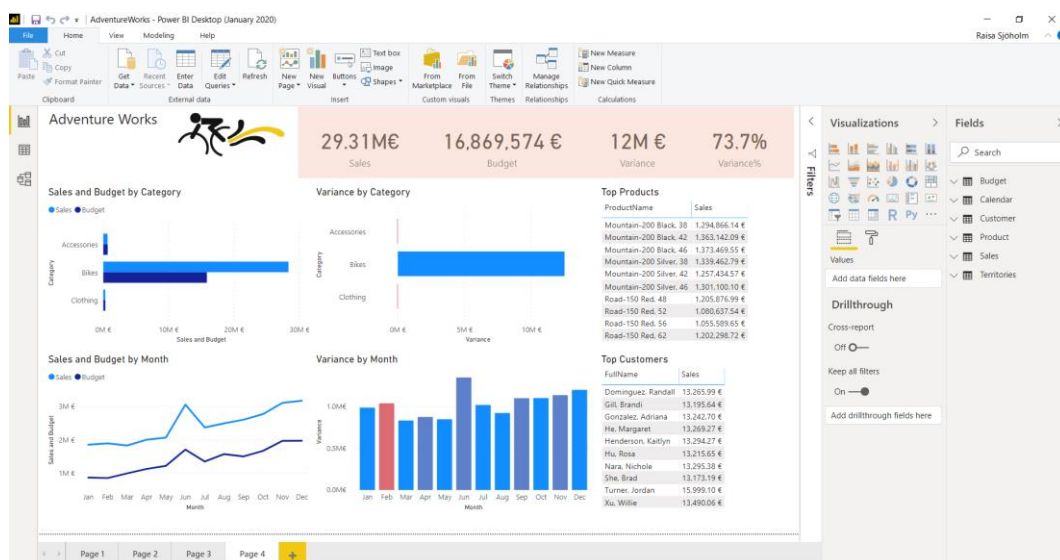 AdventureWorks - Power BI Desktop (January 2020)
Raisa Sjöholm
File Home View Modeling Help
Paste
Cut
Copy
Format Painter
Get Data
Recent Sources
Enter Data
Edit Queries
Refresh
New Page
New Visual
Buttons
Text box
Image
Shapes
From Marketplace
From File
Switch Theme
Manage Relationships
New Measure
New Column
New Quick Measure
Clipboard External data Insert Custom visuals Themes Relationships Calculations
Adventure Works
29.31M€ 16,869,574 € 12M € 73.7%
Sales Budget Variance Variance%
Sales and Budget by Category
Sales Budget
Category
Accessories
Bikes
Clothing
0M € 10M € 20M € 30M €
Sales and Budget
Variance by Category
Category
Accessories
Bikes
Clothing
0M € 5M € 10M €
Variance
Top Products
ProductName Sales
Mountain-200 Black, 38 1,294,866.14 €
Mountain-200 Black, 42 1,363,142.09 €
Mountain-200 Black, 46 1,373,469.55 €
Mountain-200 Silver, 38 1,339,462.79 €
Mountain-200 Silver, 42 1,257,434.57 €
Mountain-200 Silver, 46 1,301,100.10 €
Road-150 Red, 48 1,205,876.99 €
Road-150 Red, 52 1,080,637.54 €
Road-150 Red, 56 1,055,589.65 €
Road-150 Red, 62 1,202,298.72 €
Sales and Budget by Month
Sales Budget
Sales and Budget
3M €
2M €
1M €
Jan Feb Mar Apr May Jun Jul Aug Sep Oct Nov Dec
Month
Variance by Month
Variance
1.0M€
0.5M€
0.0M€
Jan Feb Mar Apr May Jun Jul Aug Sep Oct Nov Dec
Month
Top Customers
FullName Sales
Dominguez, Randall 13,265.99 €
Gill, Brandi 13,195.64 €
Gonzalez, Adriana 13,242.70 €
He, Margaret 13,269.27 €
Henderson, Kaitlyn 13,294.27 €
Hu, Rosa 13,215.65 €
Nara, Nichole 13,295.38 €
She, Brad 13,173.19 €
Turner, Jordan 15,999.10 €
Xu, Willie 13,490.06 €
Filters
Visualizations
R Py
Values
Add data fields here
Drillthrough
Cross-report
Off
Keep all filters
On
Add drillthrough fields here
Fields
Search
Budget
Calendar
Customer
Product
Sales
Territories
Page 1 Page 2 Page 3 Page 4